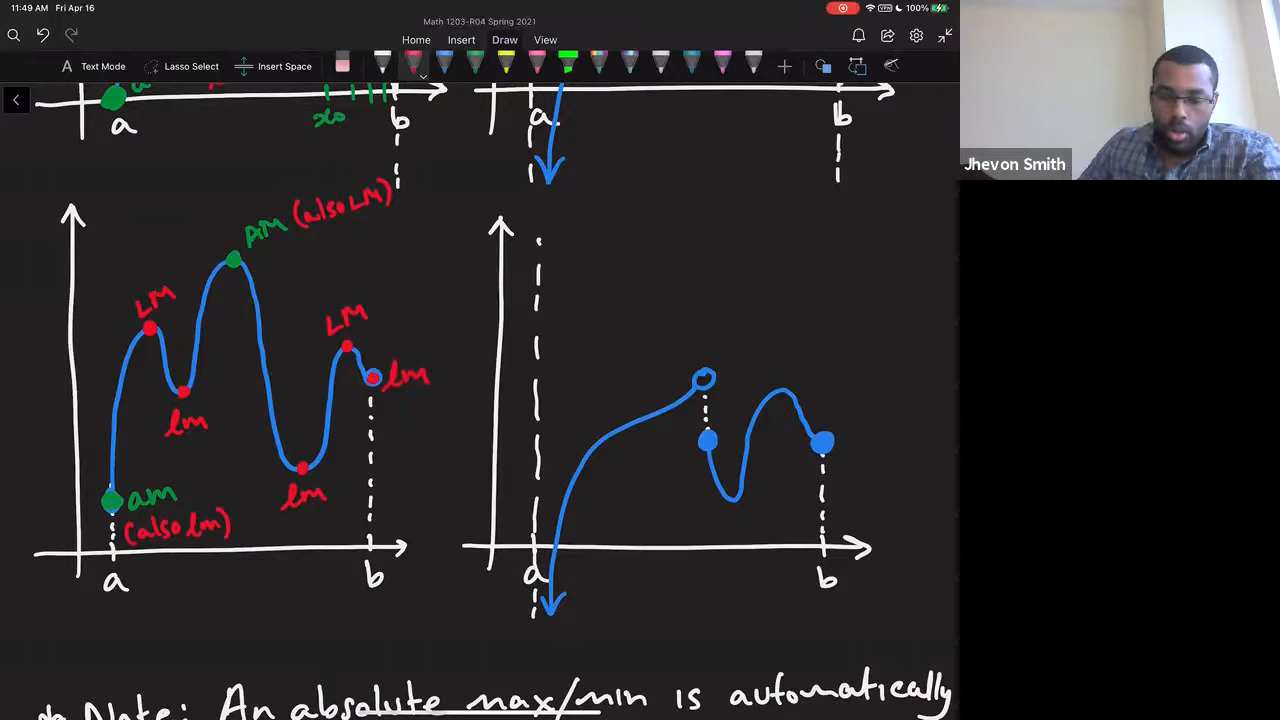 11:49 AM Fri Apr 16
100%
Math 1203-R04 Spring 2021
Home Insert Draw View
Text Mode Lasso Select Insert Space
Jhevon Smith
a x₀ b
a b
AM (also LM)
LM
LM
lm
lm
lm
am
(also lm)
a b
a b
Note: An absolute max/min is automatically